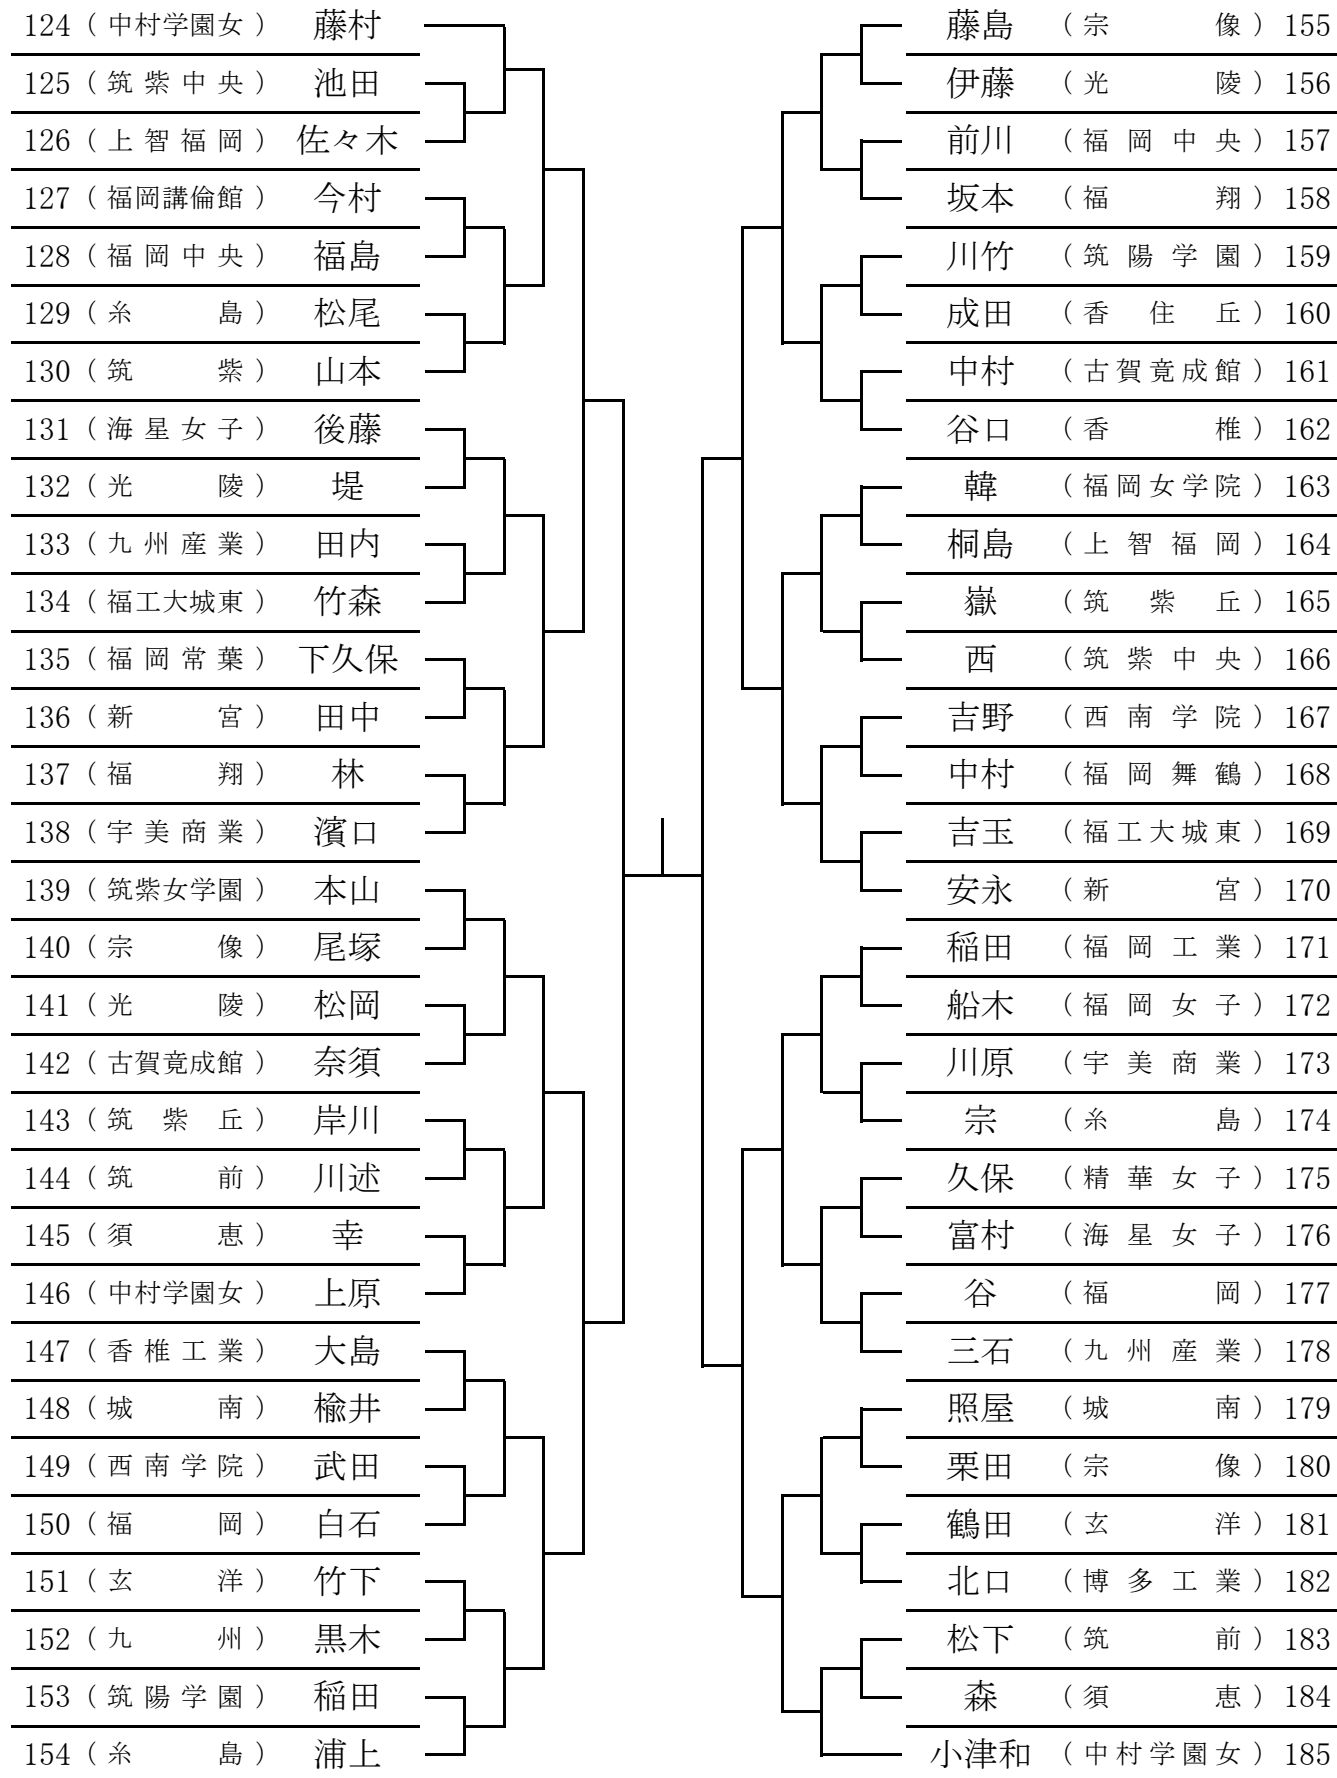 124 ( 中村学園女 ) 藤村
125 ( 筑紫中央 ) 池田
126 ( 上智福岡 ) 佐々木
127 ( 福岡講倫館 ) 今村
128 ( 福岡中央 ) 福島
129 ( 糸島 ) 松尾
130 ( 筑紫 ) 山本
131 ( 海星女子 ) 後藤
132 ( 光陵 ) 堤
133 ( 九州産業 ) 田内
134 ( 福工大城東 ) 竹森
135 ( 福岡常葉 ) 下久保
136 ( 新宮 ) 田中
137 ( 福翔 ) 林
138 ( 宇美商業 ) 濱口
139 ( 筑紫女学園 ) 本山
140 ( 宗像 ) 尾塚
141 ( 光陵 ) 松岡
142 ( 古賀竟成館 ) 奈須
143 ( 筑紫丘 ) 岸川
144 ( 筑前 ) 川述
145 ( 須恵 ) 幸
146 ( 中村学園女 ) 上原
147 ( 香椎工業 ) 大島
148 ( 城南 ) 楡井
149 ( 西南学院 ) 武田
150 ( 福岡 ) 白石
151 ( 玄洋 ) 竹下
152 ( 九州 ) 黒木
153 ( 筑陽学園 ) 稲田
154 ( 糸島 ) 浦上
藤島 ( 宗像 ) 155
伊藤 ( 光陵 ) 156
前川 ( 福岡中央 ) 157
坂本 ( 福翔 ) 158
川竹 ( 筑陽学園 ) 159
成田 ( 香住丘 ) 160
中村 ( 古賀竟成館 ) 161
谷口 ( 香椎 ) 162
韓 ( 福岡女学院 ) 163
桐島 ( 上智福岡 ) 164
嶽 ( 筑紫丘 ) 165
西 ( 筑紫中央 ) 166
吉野 ( 西南学院 ) 167
中村 ( 福岡舞鶴 ) 168
吉玉 ( 福工大城東 ) 169
安永 ( 新宮 ) 170
稲田 ( 福岡工業 ) 171
船木 ( 福岡女子 ) 172
川原 ( 宇美商業 ) 173
宗 ( 糸島 ) 174
久保 ( 精華女子 ) 175
富村 ( 海星女子 ) 176
谷 ( 福岡 ) 177
三石 ( 九州産業 ) 178
照屋 ( 城南 ) 179
栗田 ( 宗像 ) 180
鶴田 ( 玄洋 ) 181
北口 ( 博多工業 ) 182
松下 ( 筑前 ) 183
森 ( 須恵 ) 184
小津和 ( 中村学園女 ) 185